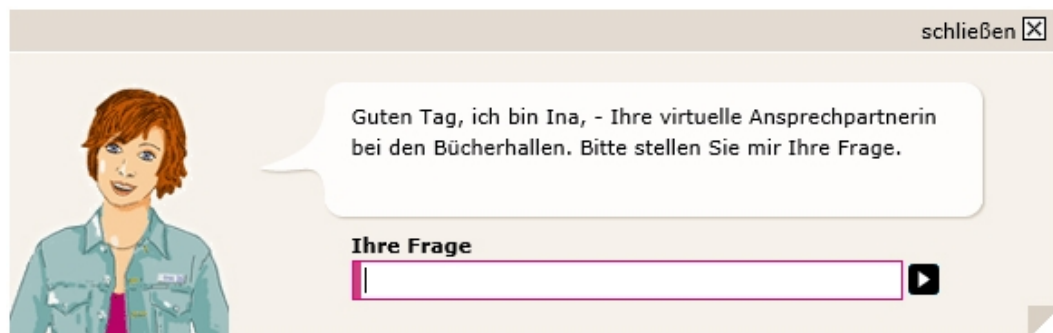 schließen
Guten Tag, ich bin Ina, - Ihre virtuelle Ansprechpartnerin
bei den Bücherhallen. Bitte stellen Sie mir Ihre Frage.
Ihre Frage